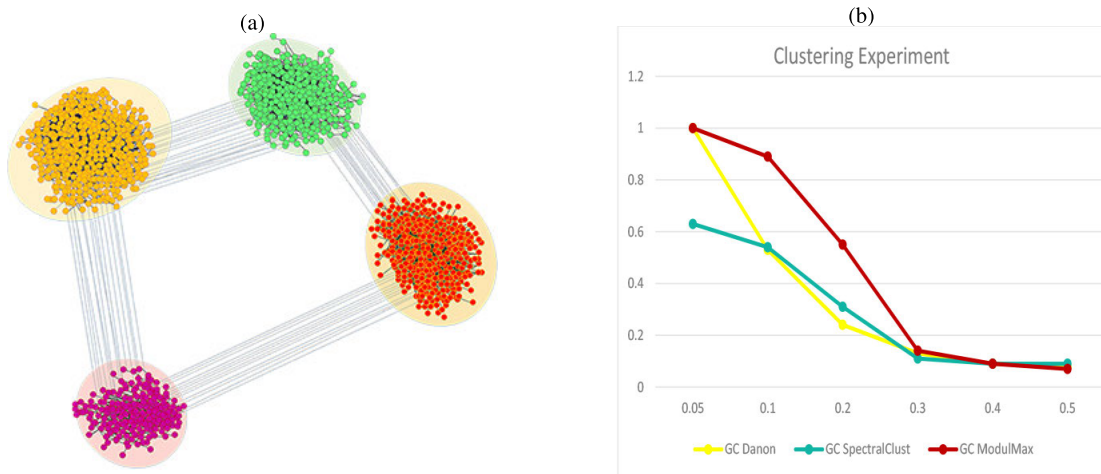 (a)
(b)
Clustering Experiment
1.2
1
0.8
0.6
0.4
0.2
0
0.05 0.1 0.2 0.3 0.4 0.5
GC Danon GC SpectralClust GC ModulMax